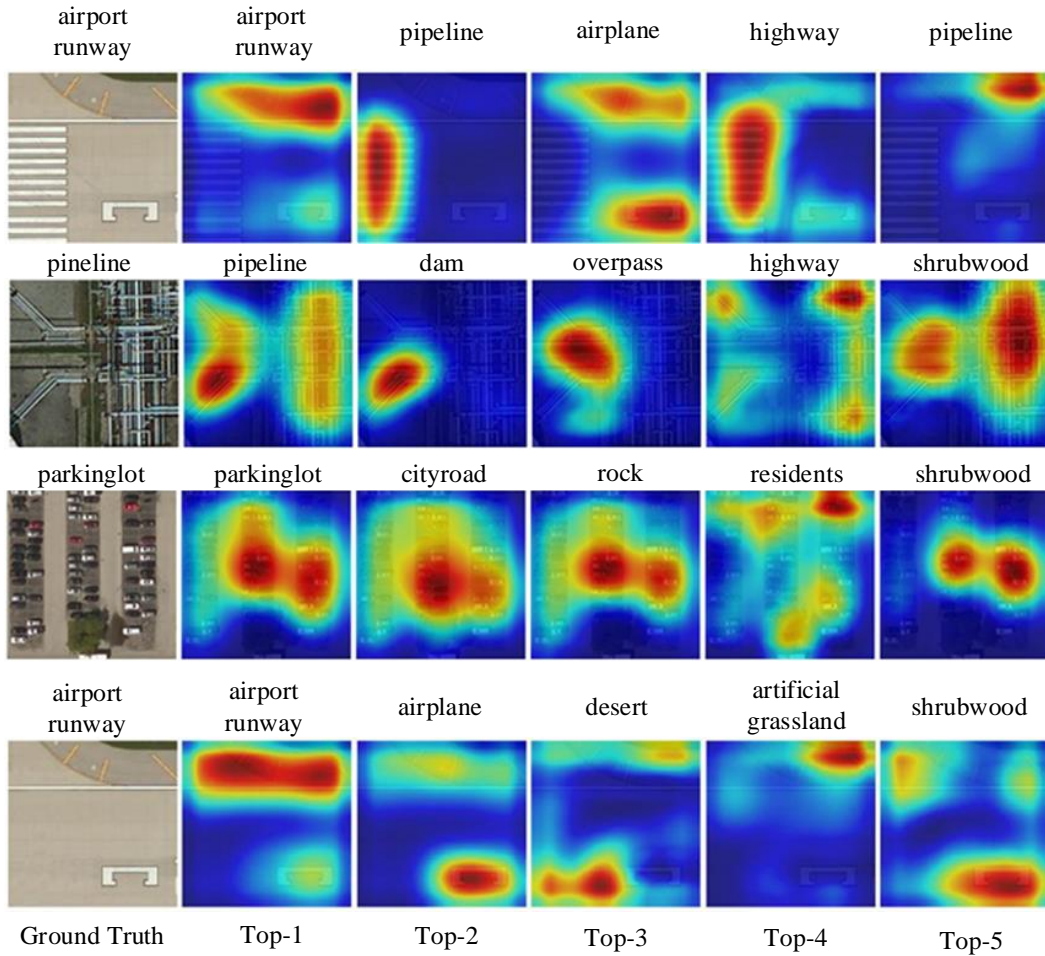 airport airport
runway runway pipeline airplane highway pipeline
pineline pipeline dam overpass highway shrubwood
parkinglot parkinglot cityroad rock residents shrubwood
airport airport artificial
runway runway airplane desert grassland shrubwood
Ground Truth Top-1 Top-2 Top-3 Top-4 Top-5